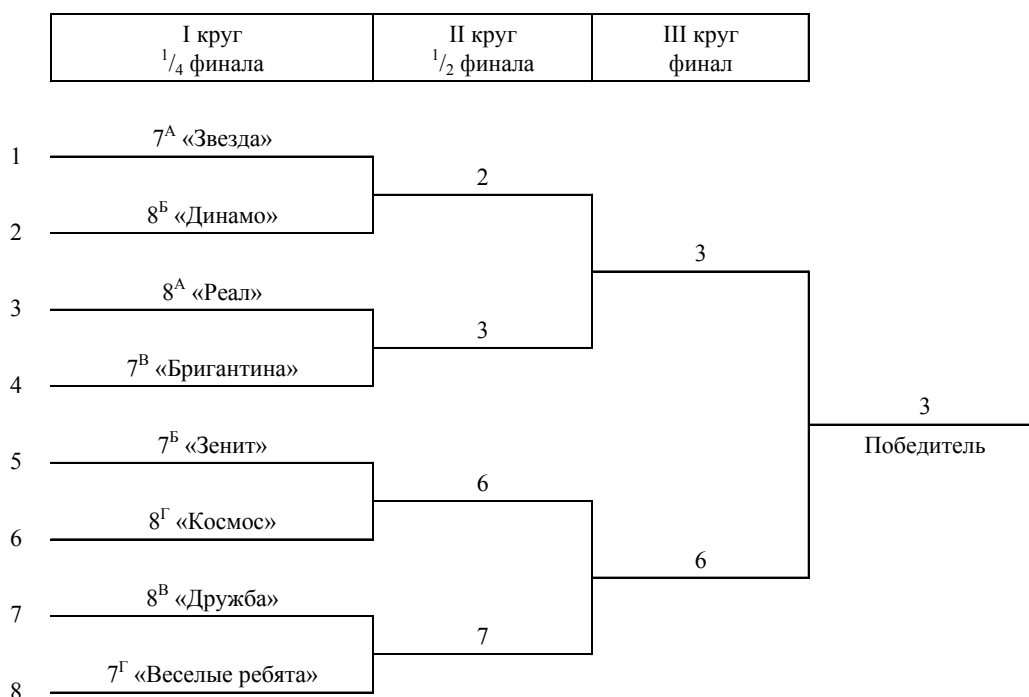 I круг
1/4 финала
II круг
1/2 финала
III круг
финал
1
7А «Звезда»
2
8Б «Динамо»
2
3
8А «Реал»
3
3
4
7В «Бригантина»
3
Победитель
5
7Б «Зенит»
6
6
8Г «Космос»
6
7
8В «Дружба»
7
8
7Г «Веселые ребята»